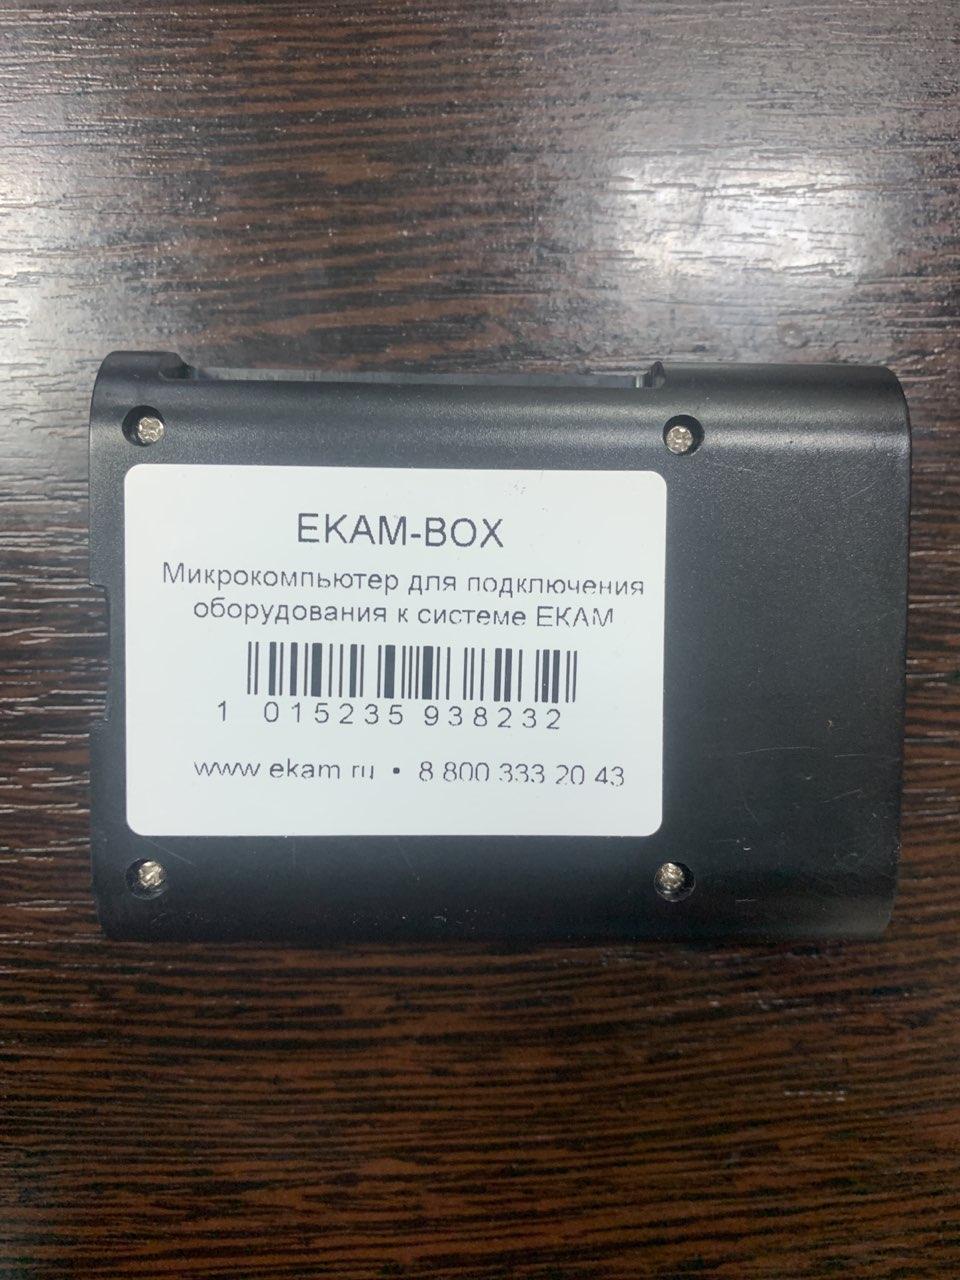 EKAM-BOX
Микрокомпьютер для подключения
оборудования к системе ЕКАМ
1 015235 938232
www ekam ru • 8 800 333 20 43